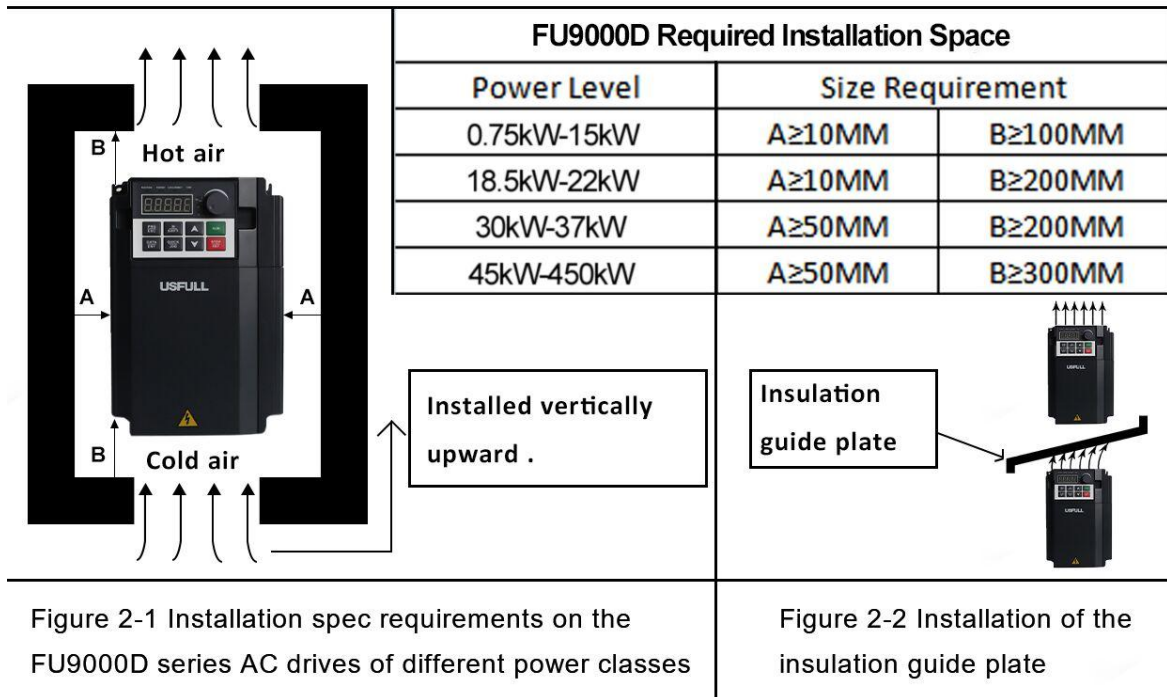 FU9000D Required Installation Space
Power Level Size Requirement
0.75kW-15kW A≥10MM B≥100MM
18.5kW-22kW A≥10MM B≥200MM
30kW-37kW A≥50MM B≥200MM
45kW-450kW A≥50MM B≥300MM
B
Hot air
USFULL
A
A
B
Cold air
Installed vertically
upward .
Insulation
guide plate
USFULL
USFULL
Figure 2-1 Installation spec requirements on the
FU9000D series AC drives of different power classes
Figure 2-2 Installation of the
insulation guide plate